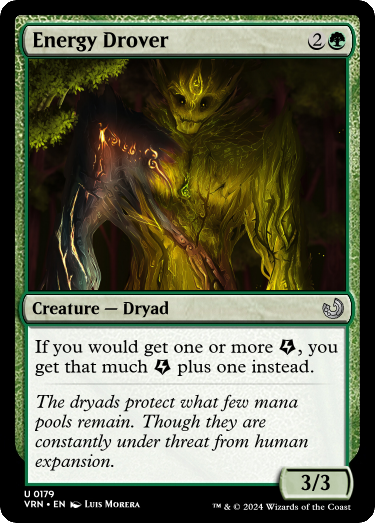 Energy Drover 2
Creature — Dryad
If you would get one or more , you
get that much  plus one instead.
The dryads protect what few mana
pools remain. Though they are
constantly under threat from human
expansion.
3/3
U 0179
VRN • EN Luis Morera
™ & © 2024 Wizards of the Coast